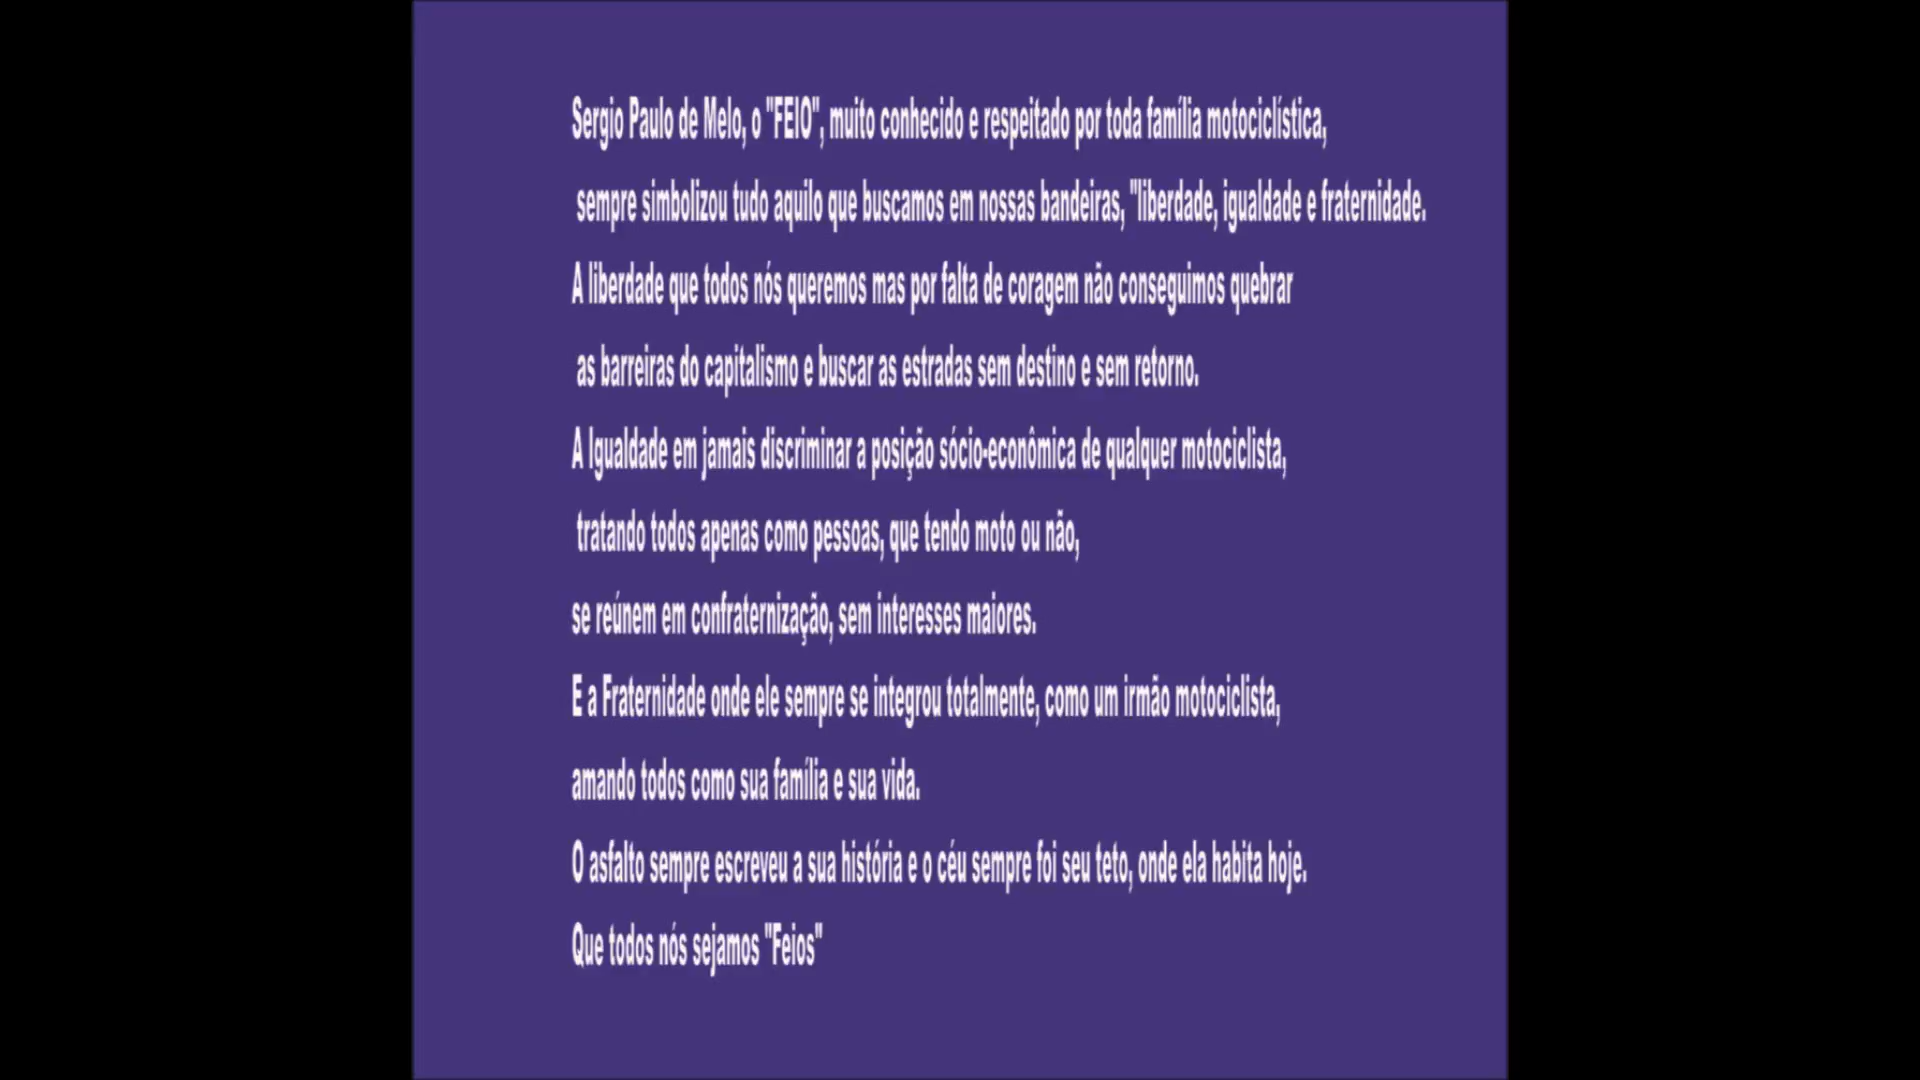 Sergio Paulo de Melo, o "FEIO", muito conhecido e respeitado por toda família motociclística,
sempre simbolizou tudo aquilo que buscamos em nossas bandeiras, "liberdade, igualdade e fraternidade.
A liberdade que todos nós queremos mas por falta de coragem não conseguimos quebrar
as barreiras do capitalismo e buscar as estradas sem destino e sem retorno.
A Igualdade em jamais discriminar a posição sócio-econômica de qualquer motociclista,
tratando todos apenas como pessoas, que tendo moto ou não,
se reúnem em confraternização, sem interesses maiores.
E a Fraternidade onde ele sempre se integrou totalmente, como um irmão motociclista,
amando todos como sua família e sua vida.
O asfalto sempre escreveu a sua história e o céu sempre foi seu teto, onde ela habita hoje.
Que todos nós sejamos "Feios"